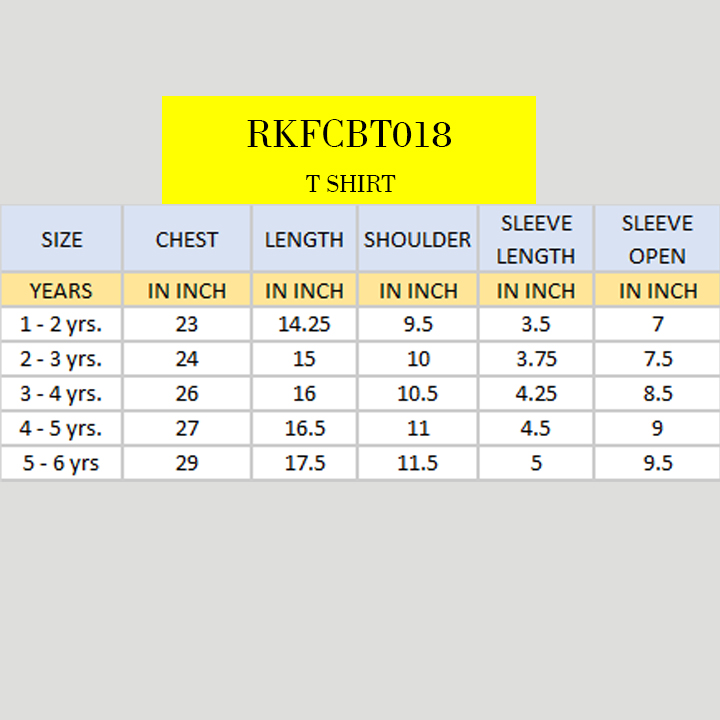 RKFCBT018
T SHIRT
SIZE CHEST LENGTH SHOULDER SLEEVE LENGTH SLEEVE OPEN
YEARS IN INCH IN INCH IN INCH IN INCH IN INCH
1 - 2 yrs. 23 14.25 9.5 3.5 7
2 - 3 yrs. 24 15 10 3.75 7.5
3 - 4 yrs. 26 16 10.5 4.25 8.5
4 - 5 yrs. 27 16.5 11 4.5 9
5 - 6 yrs 29 17.5 11.5 5 9.5